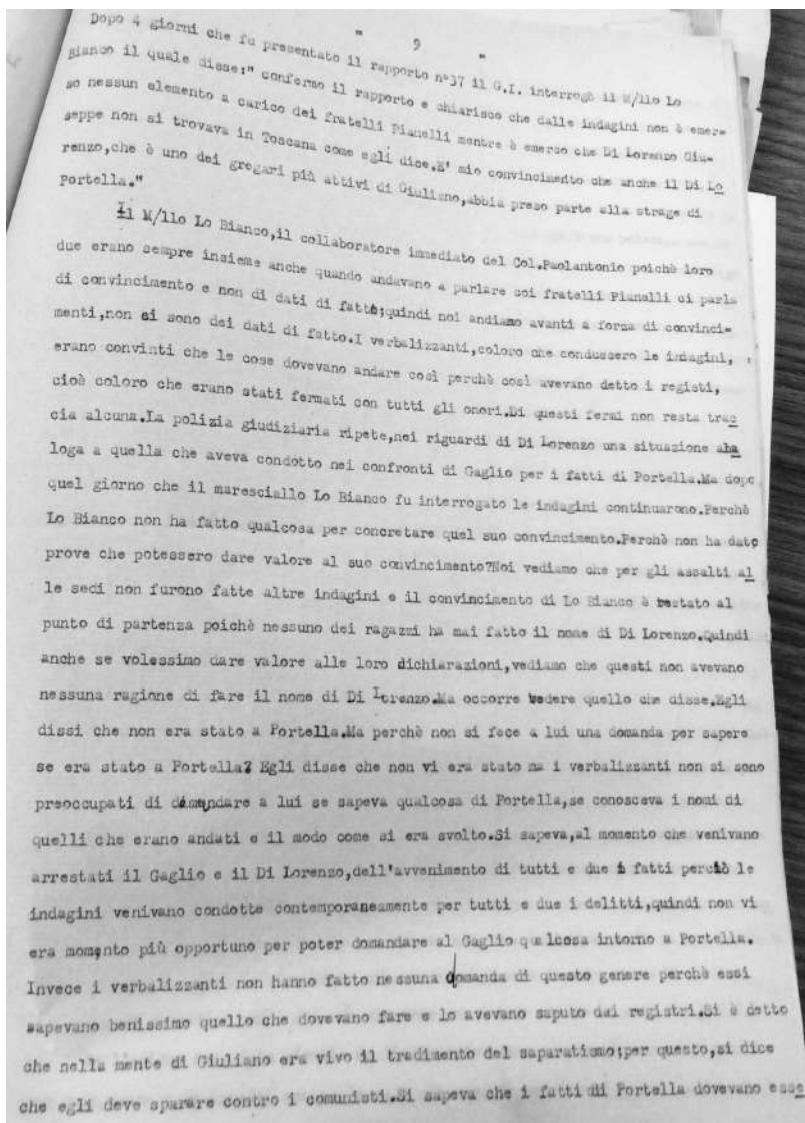 " 9 "
Dopo 4 giorni che fu presentato il rapporto n°37 il G.I. interrogò il M/llo Lo
Bianco il quale disse:" confermo il rapporto e chiarisco che dalle indagini non è emer=
so nessun elemento a carico dei fratelli Pianelli mentre è emerso che Di Lorenzo Giu=
seppe non si trovava in Toscana come egli dice.E' mio convincimento che anche il Di Lo
renzo,che è uno dei gregari più attivi di Giuliano,abbia preso parte alla strage di
Portella."
Il M/llo Lo Bianco,il collaboratore immediato del Col.Paolantonio poichè loro
due erano sempre insieme anche quando andavano a parlare coi fratelli Pianelli ci parla
di convincimento e non di dati di fatto;quindi noi andiamo avanti a forza di convinci=
menti,non ci sono dei dati di fatto.I verbalizzanti,coloro che condussero le indagini,
erano convinti che le cose dovevano andare così perchè così avevano detto i registi,
cioè coloro che erano stati fermati con tutti gli onori.Di questi fermi non resta trac
cia alcuna.La polizia giudiziaria ripete,nei riguardi di Di Lorenzo una situazione ana
loga a quella che aveva condotto nei confronti di Gaglio per i fatti di Portella.Ma dopo
quel giorno che il maresciallo Lo Bianco fu interrogato le indagini continuarono.Perchè
Lo Bianco non ha fatto qualcosa per concretare quel suo convincimento.Perchè non ha dato
prove che potessero dare valore al suo convincimento?Noi vediamo che per gli assalti al
le sedi non furono fatte altre indagini e il convincimento di Lo Bianco è restato al
punto di partenza poichè nessuno dei ragazzi ha mai fatto il nome di Di Lorenzo.Quindi
anche se volessimo dare valore alle loro dichiarazioni,vediamo che questi non avevano
nessuna ragione di fare il nome di Di Lorenzo.Ma occorre vedere quello che disse.Egli
dissi che non era stato a Portella.Ma perchè non si fece a lui una domanda per sapere
se era stato a Portella? Egli disse che non vi era stato ma i verbalizzanti non si sono
preoccupati di domandare a lui se sapeva qualcosa di Portella,se conosceva i nomi di
quelli che erano andati e il modo come si era svolto.Si sapeva,al momento che venivano
arrestati il Gaglio e il Di Lorenzo,dell'avvenimento di tutti e due i fatti perciò le
indagini venivano condotte contemporaneamente per tutti e due i delitti,quindi non vi
era momento più opportuno per poter domandare al Gaglio qualcosa intorno a Portella.
Invece i verbalizzanti non hanno fatto nessuna domanda di questo genere perchè essi
sapevano benissimo quello che dovevano fare e lo avevano saputo dai registri.Si è detto
che nella mente di Giuliano era vivo il tradimento del saparatismo;per questo,si dice
che egli deve sparare contro i comunisti.Si sapeva che i fatti di Portella dovevano esse